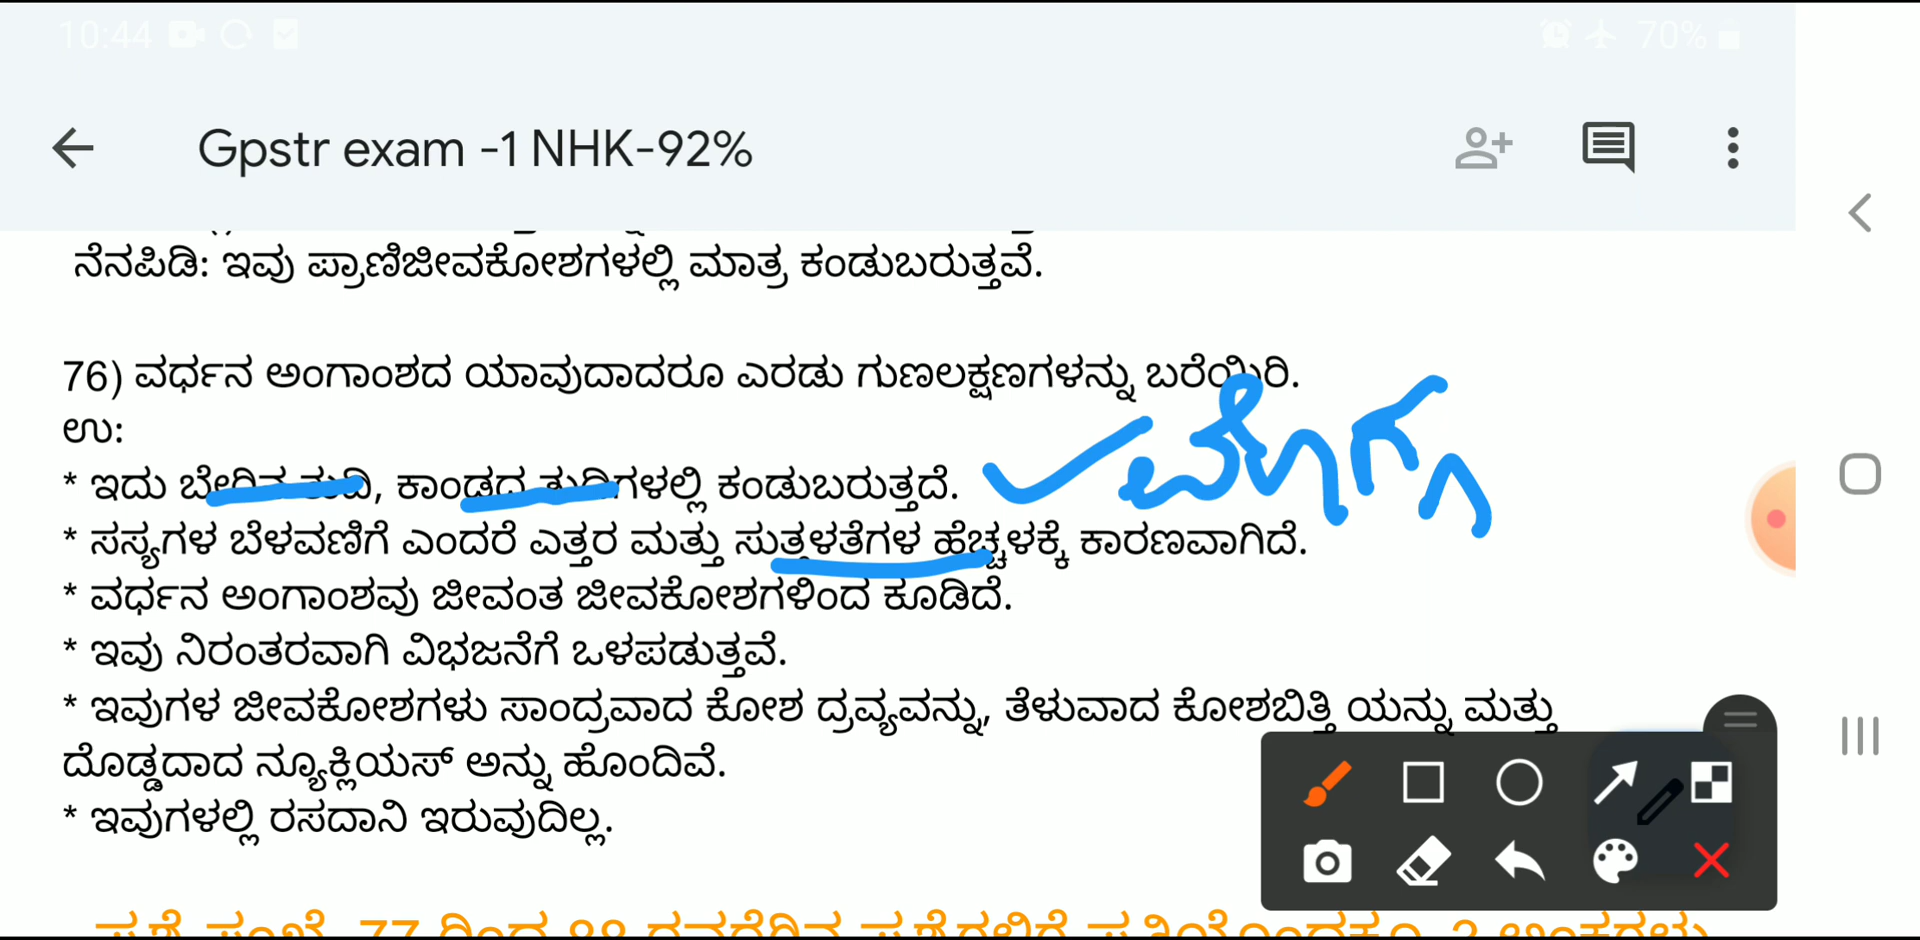 10:44 70%
Gpstr exam -1 NHK-92%
ನೆನಪಿಡಿ: ಇವು ಪ್ರಾಣಿಜೀವಕೋಶಗಳಲ್ಲಿ ಮಾತ್ರ ಕಂಡುಬರುತ್ತವೆ.
76) ವರ್ಧನ ಅಂಗಾಂಶದ ಯಾವುದಾದರೂ ಎರಡು ಗುಣಲಕ್ಷಣಗಳನ್ನು ಬರೆಯಿರಿ.
ಉ:
* ಇದು ಬೇರಿನ ತುದಿ, ಕಾಂಡದ ತುದಿಗಳಲ್ಲಿ ಕಂಡುಬರುತ್ತದೆ.
* ಸಸ್ಯಗಳ ಬೆಳವಣಿಗೆ ಎಂದರೆ ಎತ್ತರ ಮತ್ತು ಸುತ್ತಳತೆಗಳ ಹೆಚ್ಚಳಕ್ಕೆ ಕಾರಣವಾಗಿದೆ.
* ವರ್ಧನ ಅಂಗಾಂಶವು ಜೀವಂತ ಜೀವಕೋಶಗಳಿಂದ ಕೂಡಿದೆ.
* ಇವು ನಿರಂತರವಾಗಿ ವಿಭಜನೆಗೆ ಒಳಪಡುತ್ತವೆ.
* ಇವುಗಳ ಜೀವಕೋಶಗಳು ಸಾಂದ್ರವಾದ ಕೋಶ ದ್ರವ್ಯವನ್ನು, ತೆಳುವಾದ ಕೋಶಬಿತ್ತಿ ಯನ್ನು ಮತ್ತು
ದೊಡ್ಡದಾದ ನ್ಯೂಕ್ಲಿಯಸ್ ಅನ್ನು ಹೊಂದಿವೆ.
* ಇವುಗಳಲ್ಲಿ ರಸದಾನಿ ಇರುವುದಿಲ್ಲ.